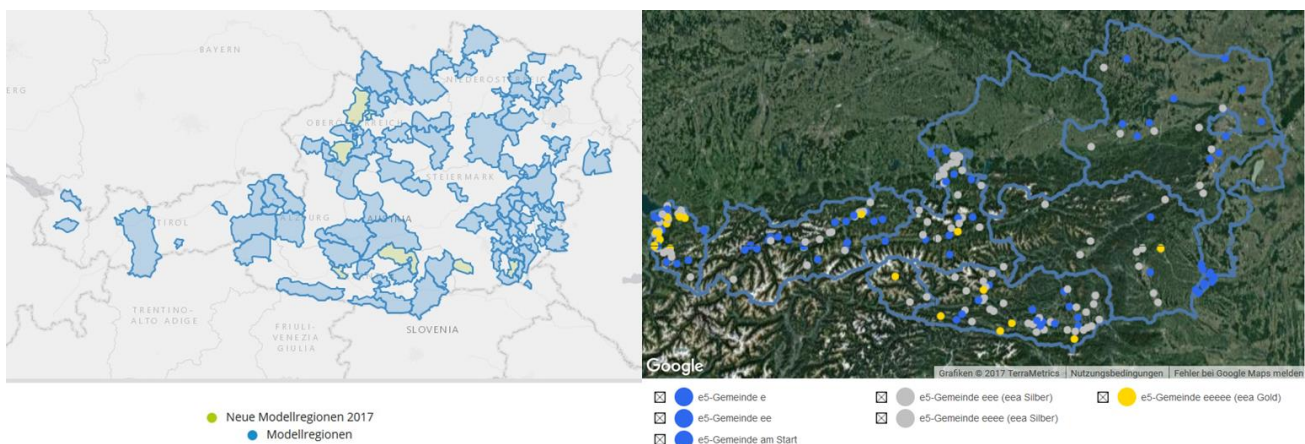 BAYERN
NIEDERÖSTERREICH
OBERÖSTERREICH
STEIERMARK
TIROL
SALZBURG
AUSTRIA
TRENTINO-
ALTO ADIGE
FRIULI-
VENEZIA
GIULIA
SLOVENIA
Neue Modellregionen 2017
Modellregionen
Google
Grafiken © 2017 TerraMetrics
Nutzungsbedingungen
Fehler bei Google Maps melden
e5-Gemeinde e
e5-Gemeinde eee (eea Silber)
e5-Gemeinde eeeee (eea Gold)
e5-Gemeinde ee
e5-Gemeinde eeee (eea Silber)
e5-Gemeinde am Start